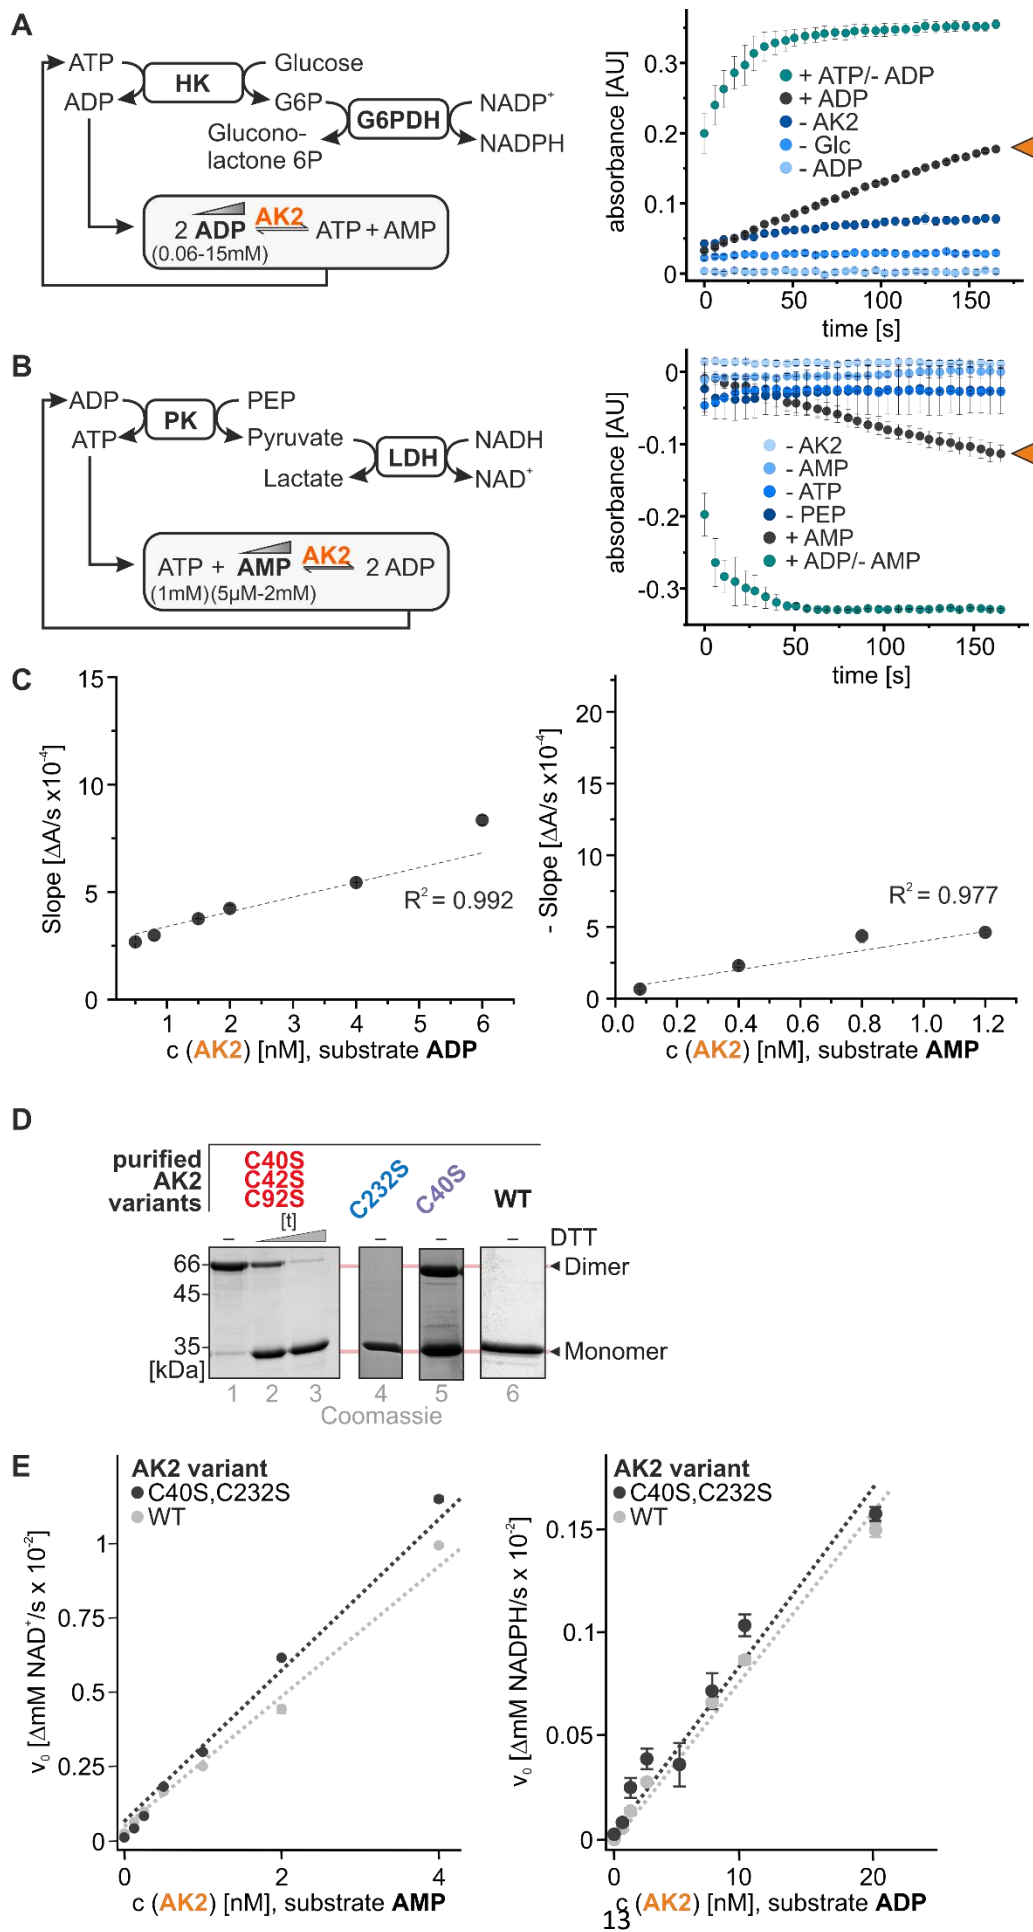 A
ATP
HK
Glucose
ADP
G6P
NADP⁺
G6PDH
Glucono-
lactone 6P
NADPH
2 ADP AK2 ATP + AMP
(0.06-15mM)
absorbance [AU]
0.3
0.2
0.1
0
+ ATP/- ADP
+ ADP
- AK2
- Glc
- ADP
0 50 100 150
time [s]
B
ADP
PK
PEP
ATP
Pyruvate
NADH
LDH
Lactate
NAD⁺
ATP + AMP AK2 2 ADP
(1mM)(5µM-2mM)
absorbance [AU]
0
-0.1
-0.2
-0.3
- AK2
- AMP
- ATP
- PEP
+ AMP
+ ADP/- AMP
0 50 100 150
time [s]
C
Slope [ΔA/s x10⁻⁴]
15
10
5
0
R² = 0.992
1 2 3 4 5 6
c (AK2) [nM], substrate ADP
- Slope [ΔA/s x10⁻⁴]
20
15
10
5
0
R² = 0.977
0.0 0.2 0.4 0.6 0.8 1.0 1.2
c (AK2) [nM], substrate AMP
D
purified
AK2
variants
C40S
C42S
C92S
C232S
C40S
WT
[t]
– – – – DTT
66
45
35
[kDa]
Dimer
Monomer
1 2 3 4 5 6
Coomassie
E
AK2 variant
C40S,C232S
WT
v₀ [ΔmM NAD⁺/s x 10⁻²]
1
0.75
0.5
0.25
0
0 2 4
c (AK2) [nM], substrate AMP
AK2 variant
C40S,C232S
WT
v₀ [ΔmM NADPH/s x 10⁻²]
0.15
0.1
0.05
0
0 10 20
c (AK2) [nM], substrate ADP
13